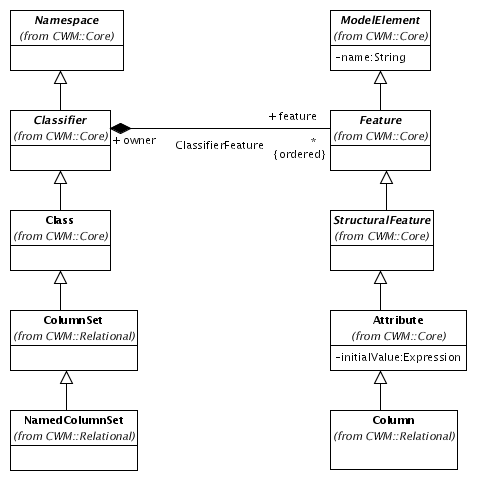 Namespace
(from CWM::Core)
ModelElement
(from CWM::Core)
-name:String
Classifier
(from CWM::Core)
+owner
ClassifierFeature
+feature
*
{ordered}
Feature
(from CWM::Core)
Class
(from CWM::Core)
StructuralFeature
(from CWM::Core)
ColumnSet
(from CWM::Relational)
Attribute
(from CWM::Core)
-initialValue:Expression
NamedColumnSet
(from CWM::Relational)
Column
(from CWM::Relational)